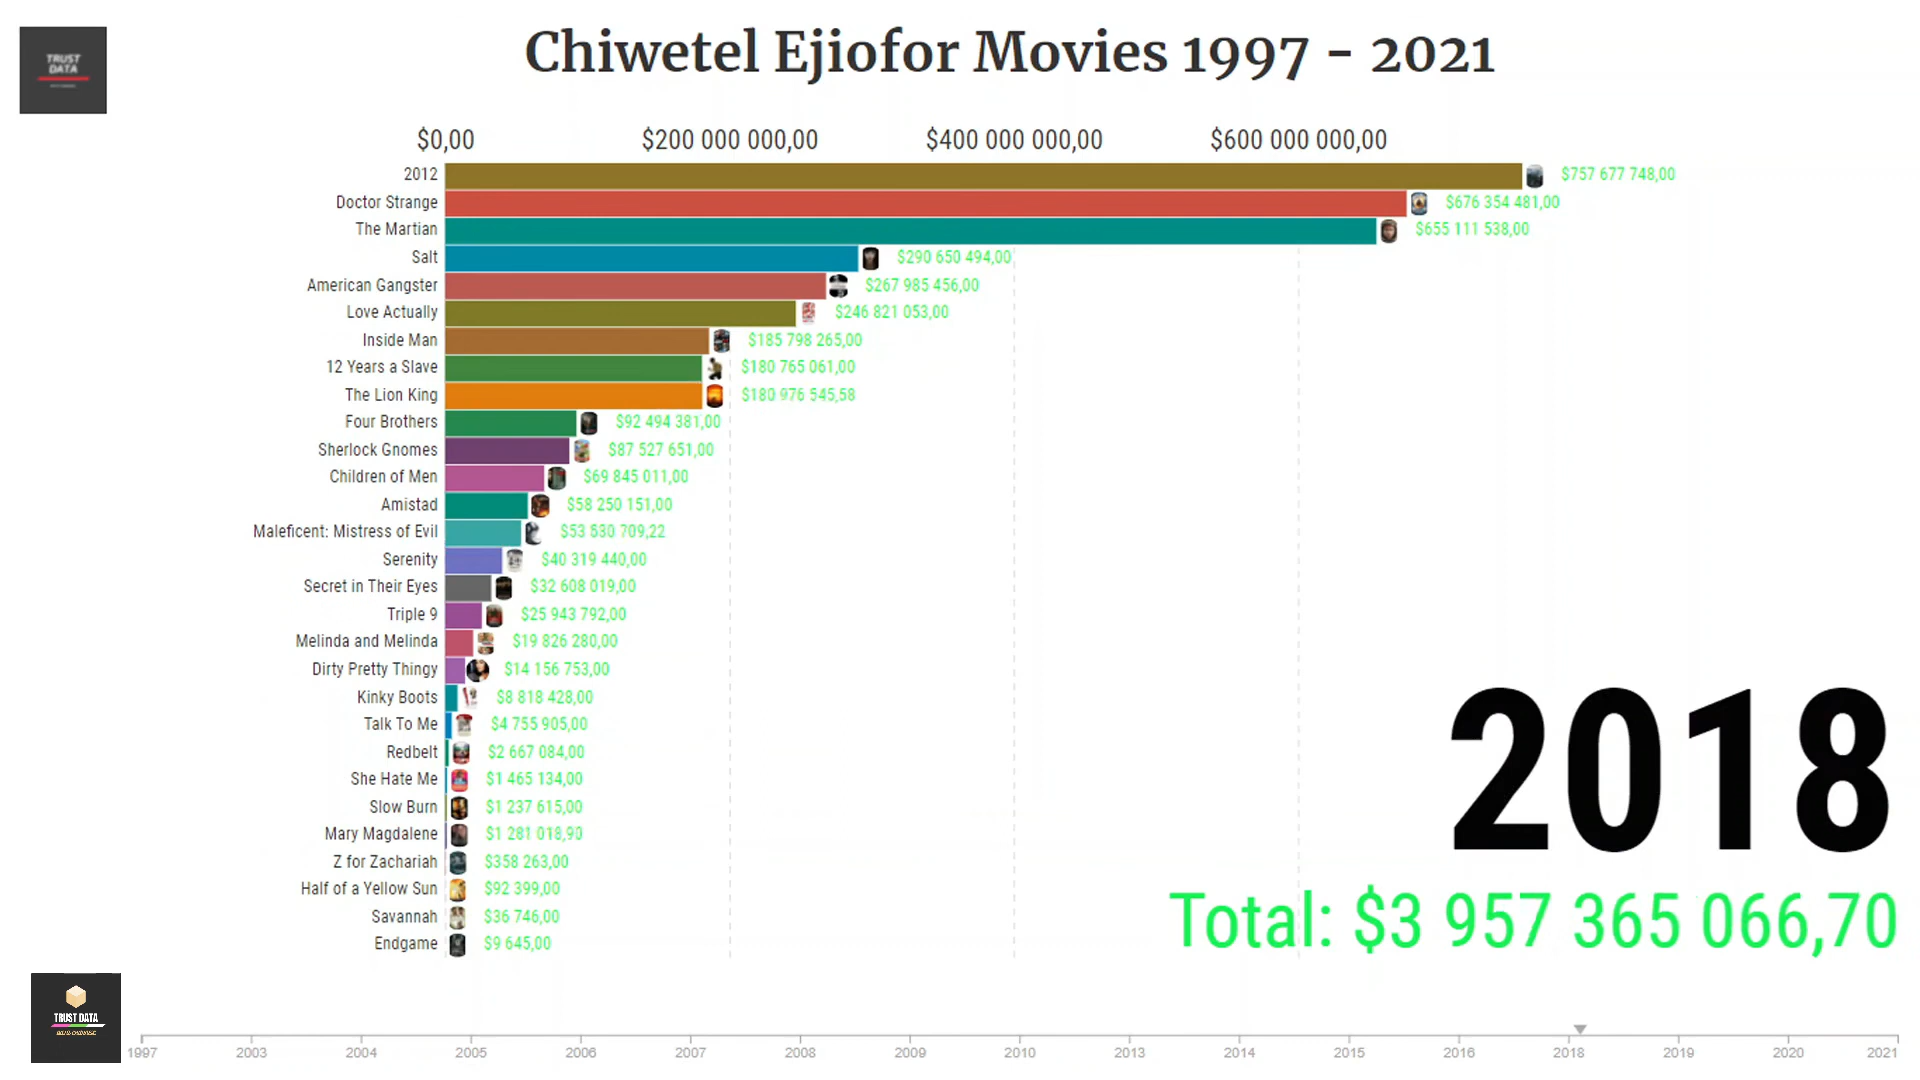 TRUST
DATA
Chiwetel Ejiofor Movies 1997 - 2021
$0,00 $200 000 000,00 $400 000 000,00 $600 000 000,00
2012 $757 677 748,00
Doctor Strange $676 354 481,00
The Martian $655 111 538,00
Salt $290 650 494,00
American Gangster $267 985 456,00
Love Actually $246 821 053,00
Inside Man $185 798 265,00
12 Years a Slave $180 765 061,00
The Lion King $180 976 545,58
Four Brothers $92 494 381,00
Sherlock Gnomes $87 527 651,00
Children of Men $69 845 011,00
Amistad $58 250 151,00
Maleficent: Mistress of Evil $53 530 709,22
Serenity $40 319 440,00
Secret in Their Eyes $32 608 019,00
Triple 9 $25 943 792,00
Melinda and Melinda $19 826 280,00
Dirty Pretty Thingy $14 156 753,00
Kinky Boots $8 818 428,00
Talk To Me $4 755 905,00
Redbelt $2 667 084,00
She Hate Me $1 465 134,00
Slow Burn $1 237 615,00
Mary Magdalene $1 281 018,90
Z for Zachariah $358 263,00
Half of a Yellow Sun $92 399,00
Savannah $36 746,00
Endgame $9 645,00
2018
Total: $3 957 365 066,70
TRUST DATA
1997 2003 2004 2005 2006 2007 2008 2009 2010 2013 2014 2015 2016 2018 2019 2020 2021